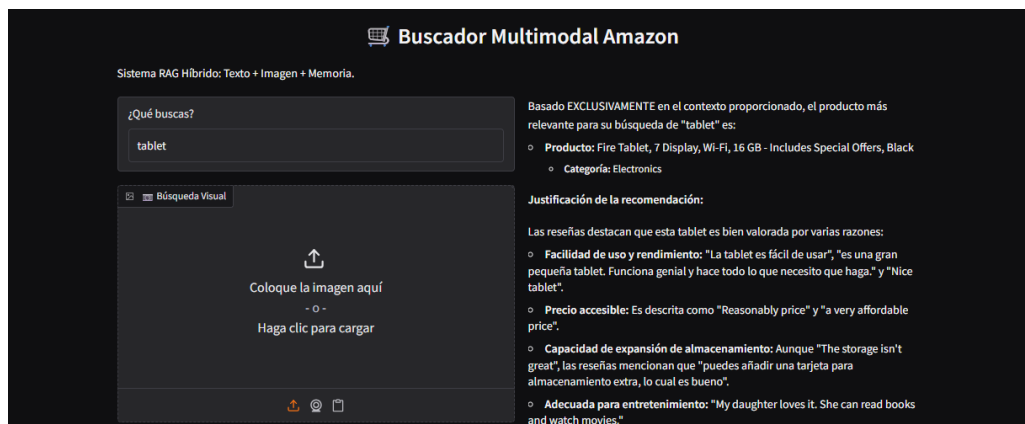 Buscador Multimodal Amazon
Sistema RAG Híbrido: Texto + Imagen + Memoria.
¿Qué buscas?
tablet
Búsqueda Visual
Coloque la imagen aquí
- o -
Haga clic para cargar
Basado EXCLUSIVAMENTE en el contexto proporcionado, el producto más
relevante para su búsqueda de "tablet" es:
Producto: Fire Tablet, 7 Display, Wi-Fi, 16 GB - Includes Special Offers, Black
Categoría: Electronics
Justificación de la recomendación:
Las reseñas destacan que esta tablet es bien valorada por varias razones:
Facilidad de uso y rendimiento: "La tablet es fácil de usar", "es una gran
pequeña tablet. Funciona genial y hace todo lo que necesito que haga." y "Nice
tablet".
Precio accesible: Es descrita como "Reasonably price" y "a very affordable
price".
Capacidad de expansión de almacenamiento: Aunque "The storage isn't
great", las reseñas mencionan que "puedes añadir una tarjeta para
almacenamiento extra, lo cual es bueno".
Adecuada para entretenimiento: "My daughter loves it. She can read books
and watch movies."